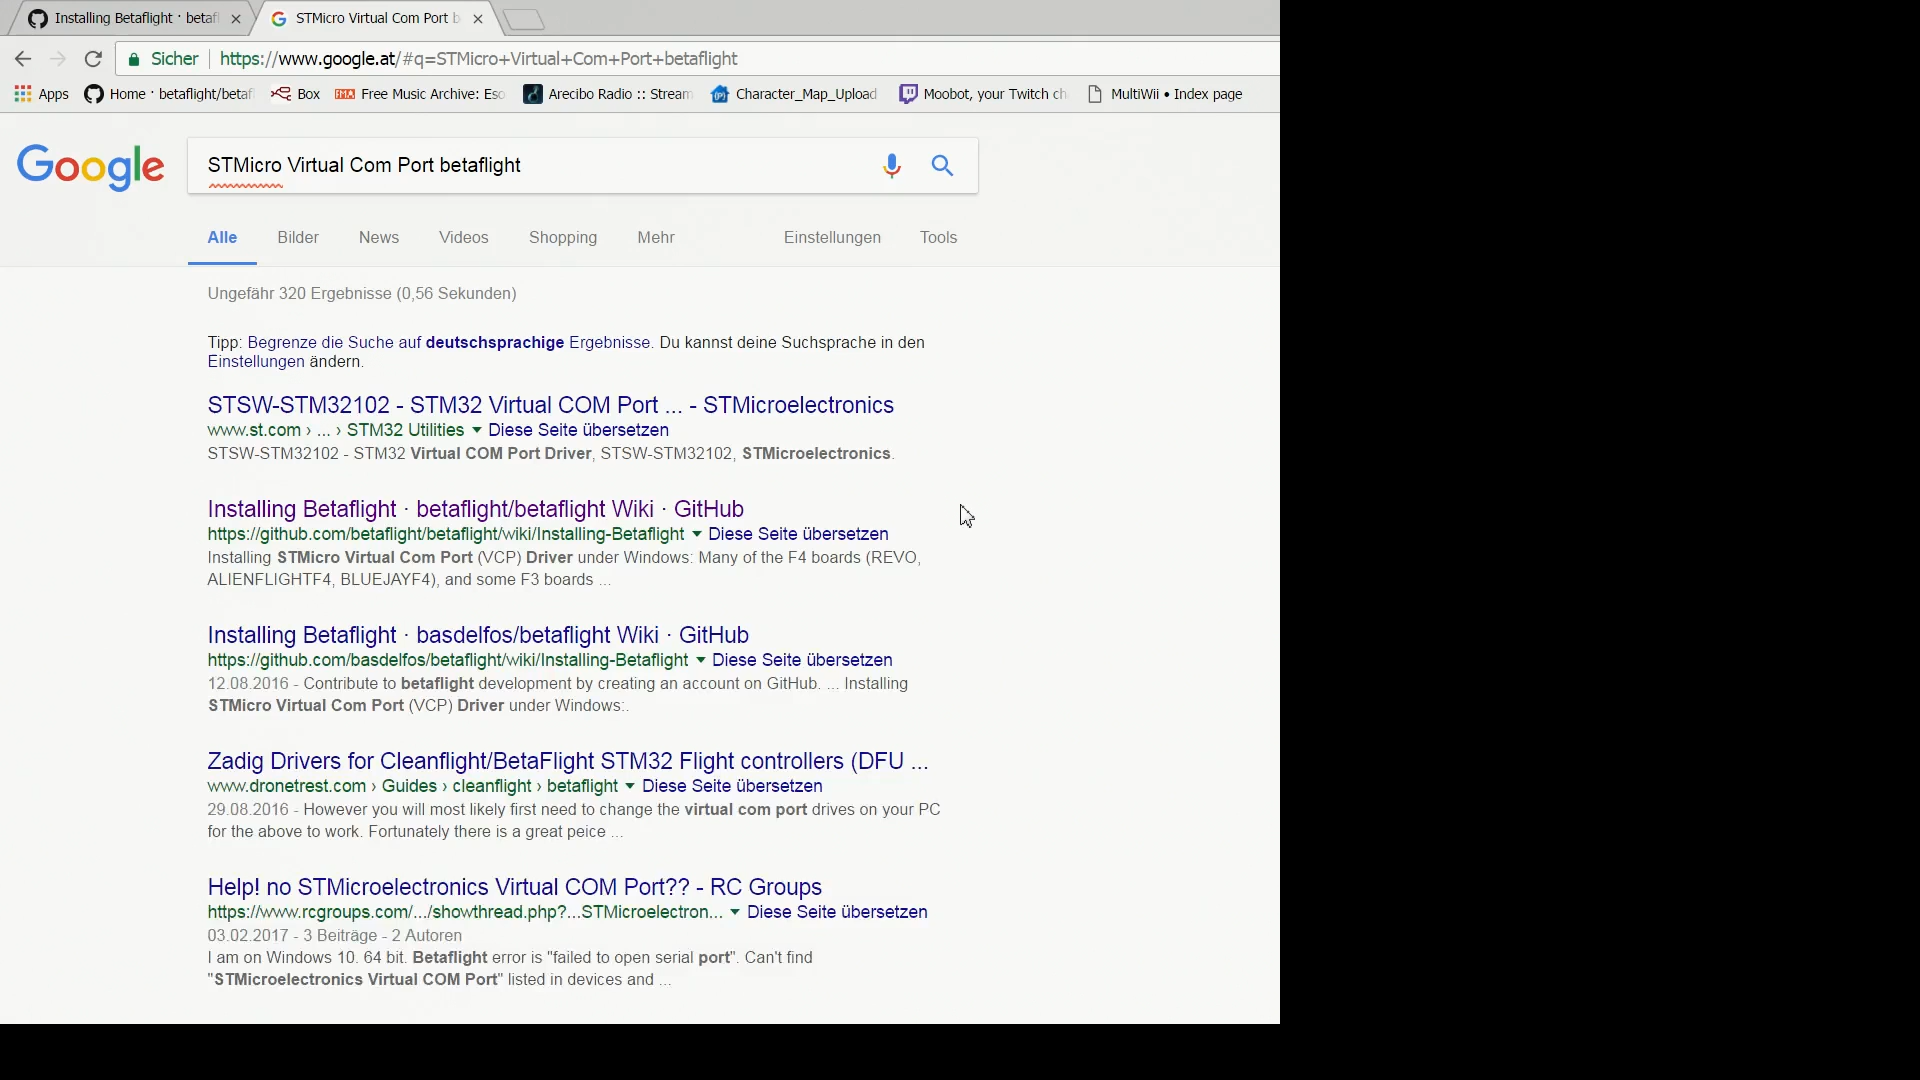 Installing Betaflight · betafl
STMicro Virtual Com Port b
Sicher
https://www.google.at/#q=STMicro+Virtual+Com+Port+betaflight
Apps
Home · betaflight/betaf
Box
FMA
Free Music Archive: Eso
Arecibo Radio :: Stream
Character_Map_Upload
Moobot, your Twitch ch
MultiWii • Index page
Google
STMicro Virtual Com Port betaflight
Alle
Bilder
News
Videos
Shopping
Mehr
Einstellungen
Tools
Ungefähr 320 Ergebnisse (0,56 Sekunden)
Tipp: Begrenze die Suche auf deutschsprachige Ergebnisse. Du kannst deine Suchsprache in den
Einstellungen ändern.
STSW-STM32102 - STM32 Virtual COM Port ... - STMicroelectronics
www.st.com › ... › STM32 Utilities ▼ Diese Seite übersetzen
STSW-STM32102 - STM32 Virtual COM Port Driver, STSW-STM32102, STMicroelectronics.
Installing Betaflight · betaflight/betaflight Wiki · GitHub
https://github.com/betaflight/betaflight/wiki/Installing-Betaflight ▼ Diese Seite übersetzen
Installing STMicro Virtual Com Port (VCP) Driver under Windows: Many of the F4 boards (REVO,
ALIENFLIGHTF4, BLUEJAYF4), and some F3 boards ...
Installing Betaflight · basdelfos/betaflight Wiki · GitHub
https://github.com/basdelfos/betaflight/wiki/Installing-Betaflight ▼ Diese Seite übersetzen
12.08.2016 - Contribute to betaflight development by creating an account on GitHub. ... Installing
STMicro Virtual Com Port (VCP) Driver under Windows:.
Zadig Drivers for Cleanflight/BetaFlight STM32 Flight controllers (DFU ...
www.dronetrest.com › Guides › cleanflight › betaflight ▼ Diese Seite übersetzen
29.08.2016 - However you will most likely first need to change the virtual com port drives on your PC
for the above to work. Fortunately there is a great peice ...
Help! no STMicroelectronics Virtual COM Port?? - RC Groups
https://www.rcgroups.com/.../showthread.php?...STMicroelectron... ▼ Diese Seite übersetzen
03.02.2017 - 3 Beiträge - 2 Autoren
I am on Windows 10. 64 bit. Betaflight error is "failed to open serial port". Can't find
"STMicroelectronics Virtual COM Port" listed in devices and ...